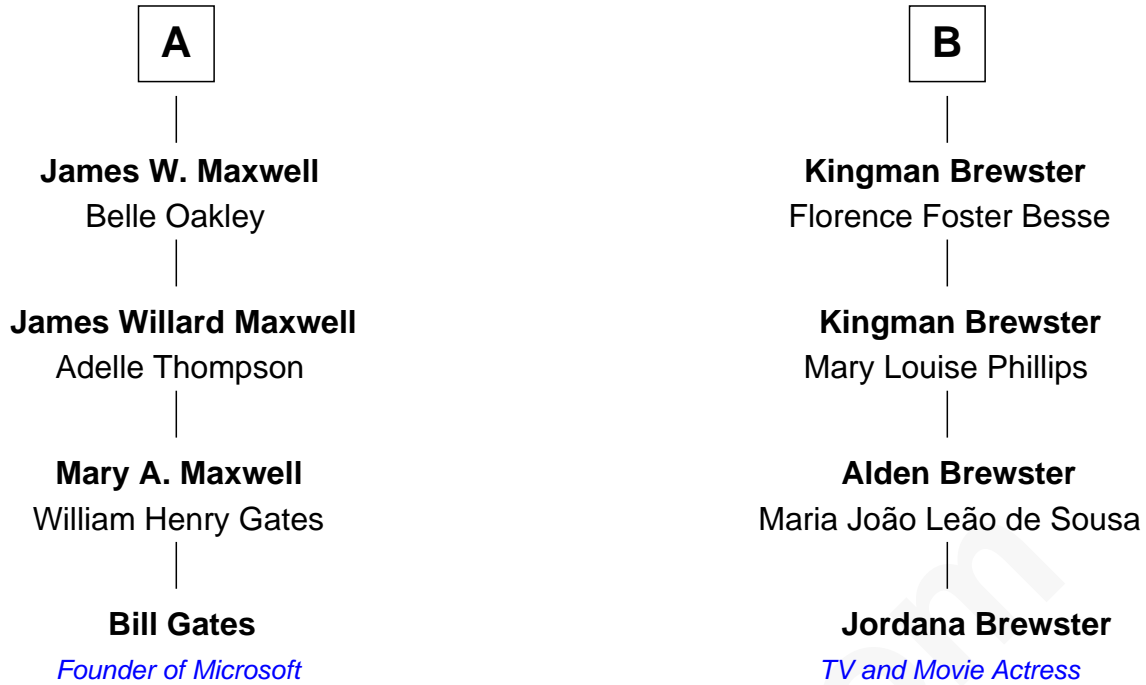 A
James W. Maxwell
Belle Oakley
James Willard Maxwell
Adelle Thompson
Mary A. Maxwell
William Henry Gates
Bill Gates
Founder of Microsoft
B
Kingman Brewster
Florence Foster Besse
Kingman Brewster
Mary Louise Phillips
Alden Brewster
Maria João Leão de Sousa
Jordana Brewster
TV and Movie Actress